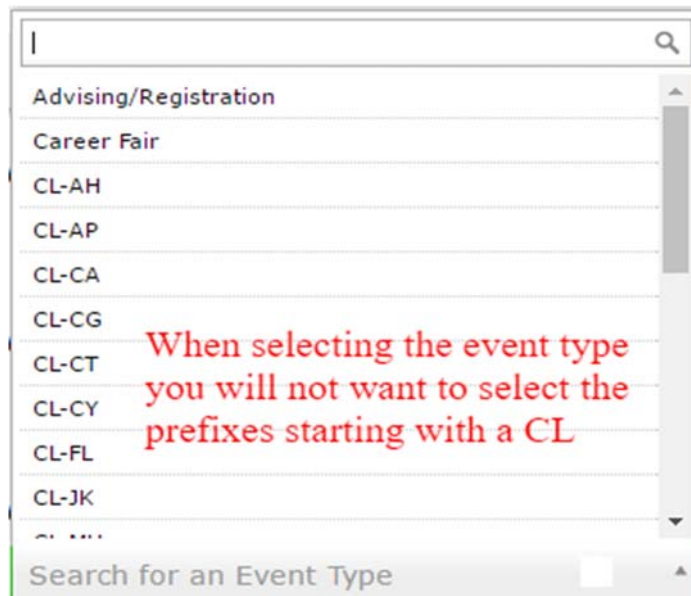 Advising/Registration
Career Fair
CL-AH
CL-AP
CL-CA
CL-CG
CL-CT
CL-CY
CL-FL
CL-JK
When selecting the event type
you will not want to select the
prefixes starting with a CL
Search for an Event Type